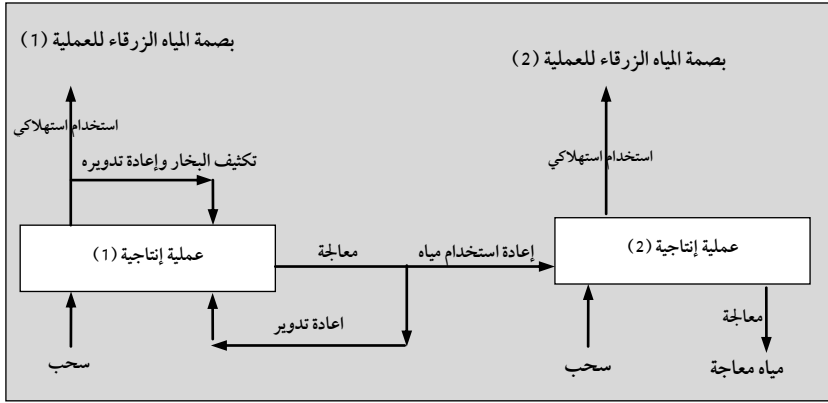 بصمة المياه الزرقاء للعملية (1)
بصمة المياه الزرقاء للعملية (2)
استخدام استهلاكي
استخدام استهلاكي
تكثيف البخار وإعادة تدويره
عملية إنتاجية (1)
معالجة
إعادة استخدام مياه
عملية إنتاجية (2)
اعادة تدوير
معالجة
سحب
سحب
مياه معاجة